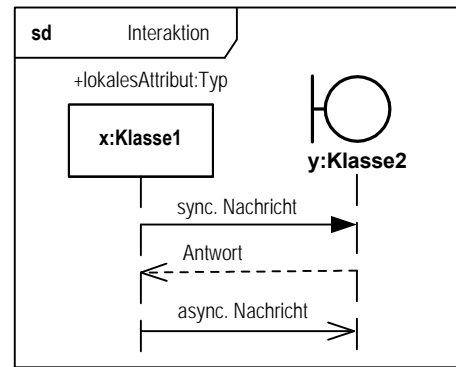 sd Interaktion
+lokalesAttribut:Typ
x:Klasse1
y:Klasse2
sync. Nachricht
Antwort
async. Nachricht